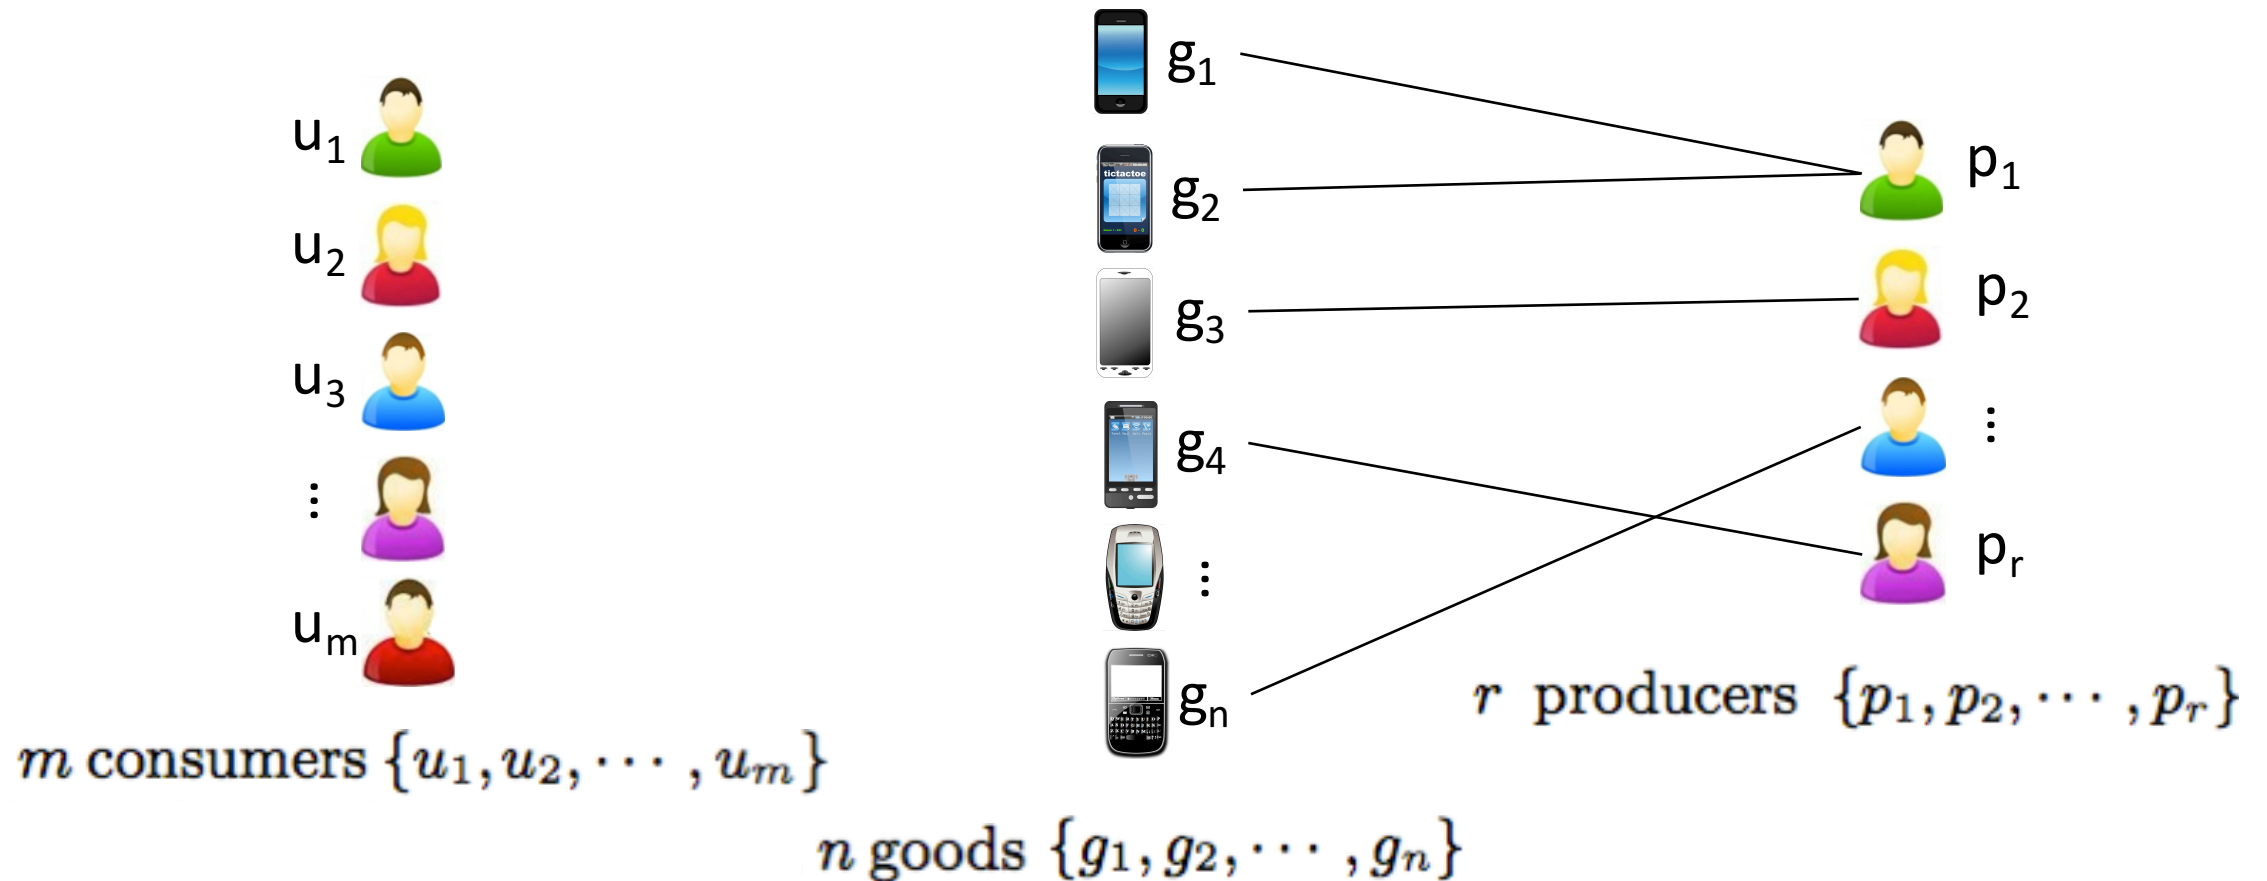 u1
u2
u3
⋮
um
m consumers {u1, u2, ⋯ , um}
g1
tictactoe
g2
g3
g4
⋮
gn
n goods {g1, g2, ⋯ , gn}
p1
p2
⋮
pr
r producers {p1, p2, ⋯ , pr}